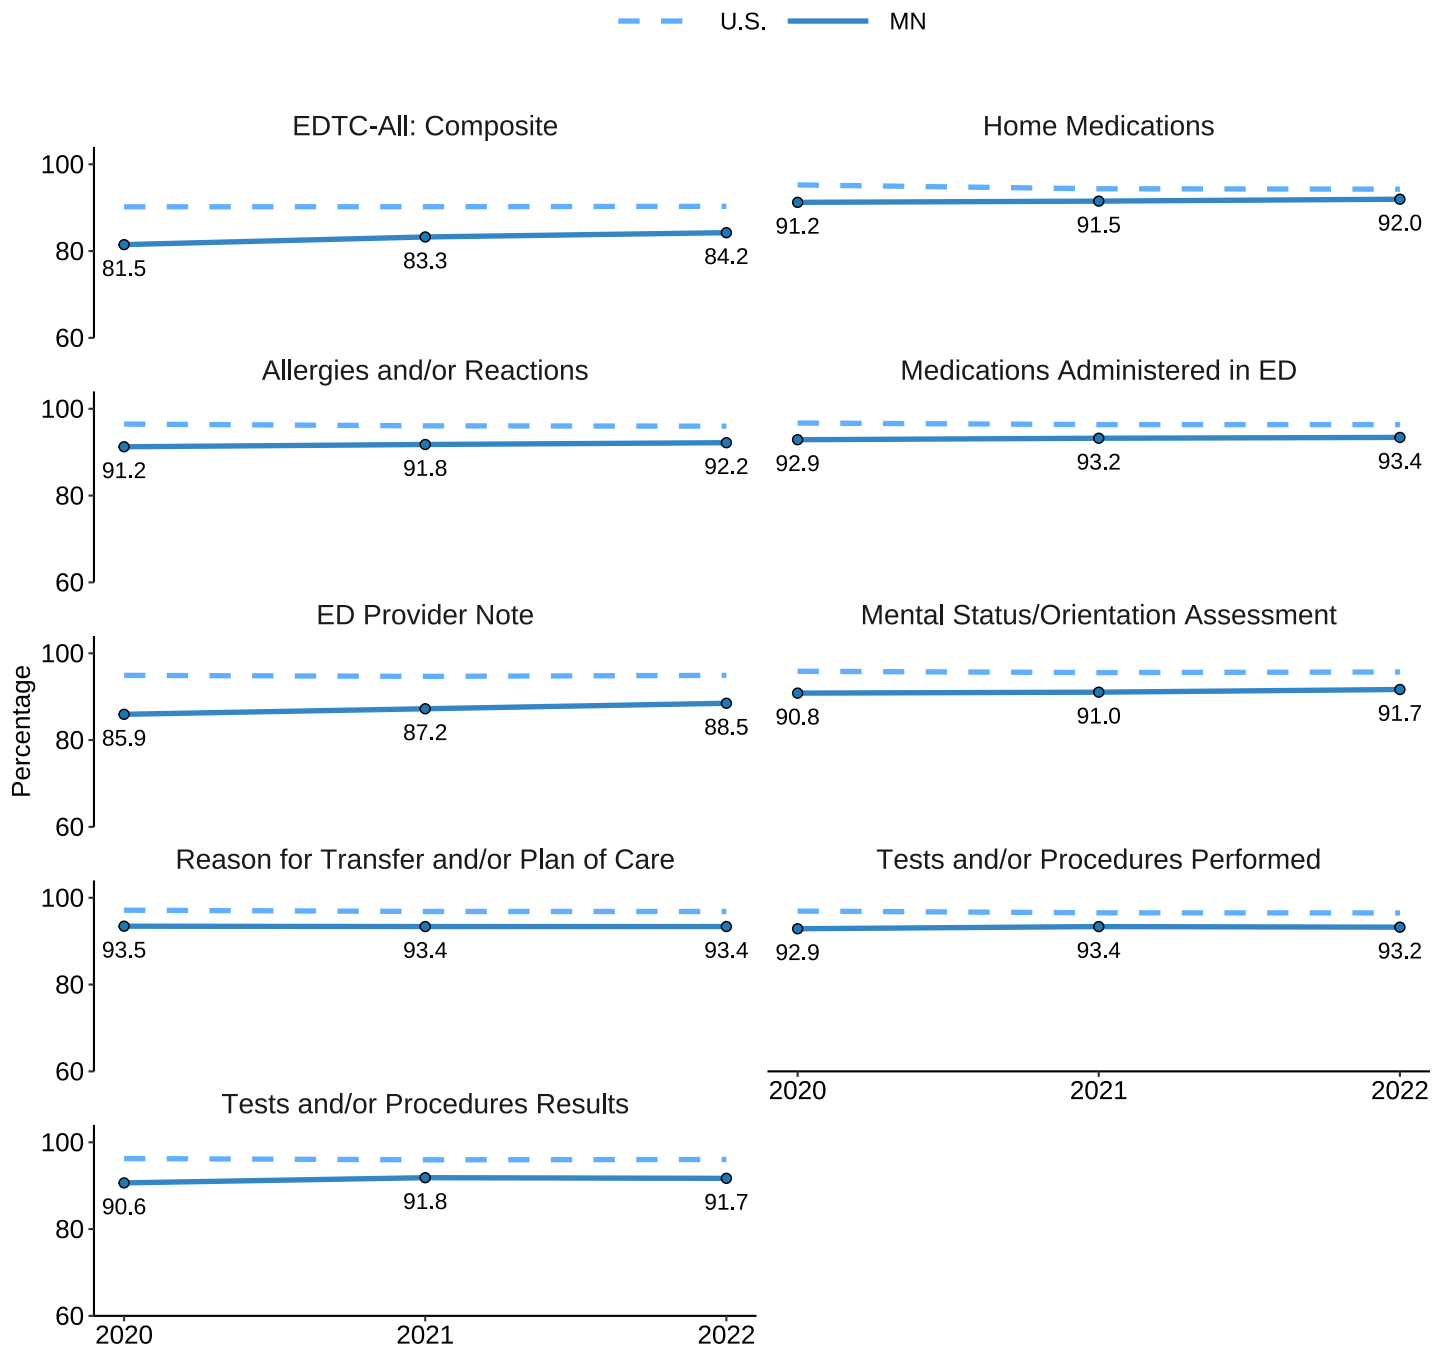 U.S. MN
EDTC-All: Composite
Home Medications
100
80
60
81.5 83.3 84.2
91.2 91.5 92.0
Allergies and/or Reactions
Medications Administered in ED
100
80
60
91.2 91.8 92.2
92.9 93.2 93.4
ED Provider Note
Mental Status/Orientation Assessment
Percentage
100
80
60
85.9 87.2 88.5
90.8 91.0 91.7
Reason for Transfer and/or Plan of Care
Tests and/or Procedures Performed
100
80
60
93.5 93.4 93.4
92.9 93.4 93.2
2020 2021 2022
Tests and/or Procedures Results
100
80
60
90.6 91.8 91.7
2020 2021 2022